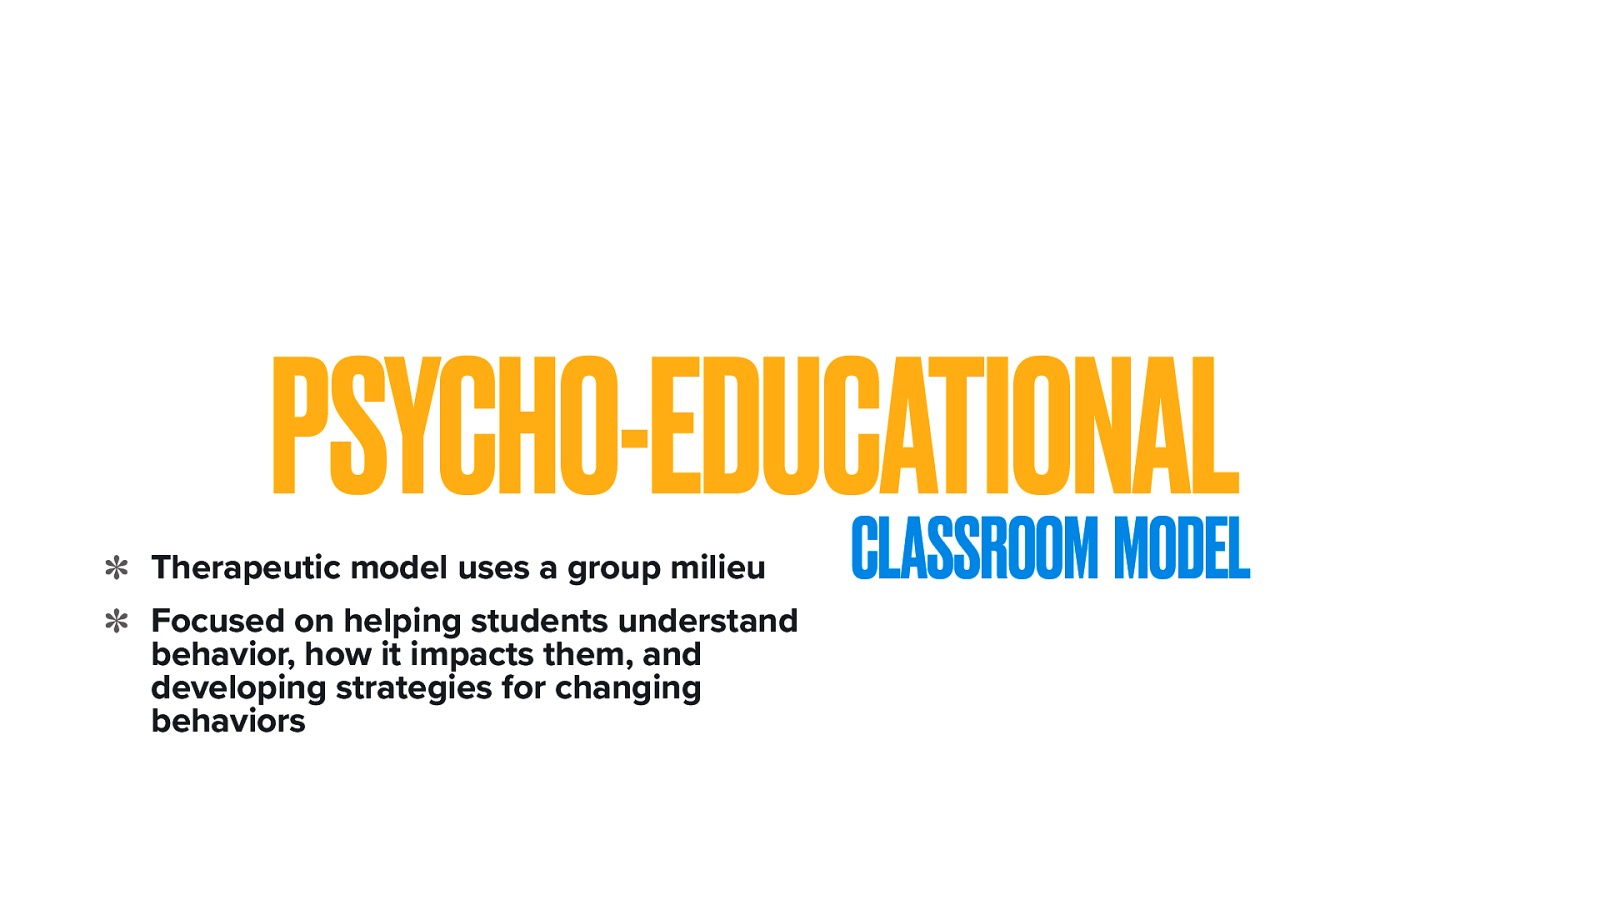 PSYCHO-EDUCATIONAL
CLASSROOM MODEL
✻ Therapeutic model uses a group milieu
✻ Focused on helping students understand
behavior, how it impacts them, and
developing strategies for changing
behaviors